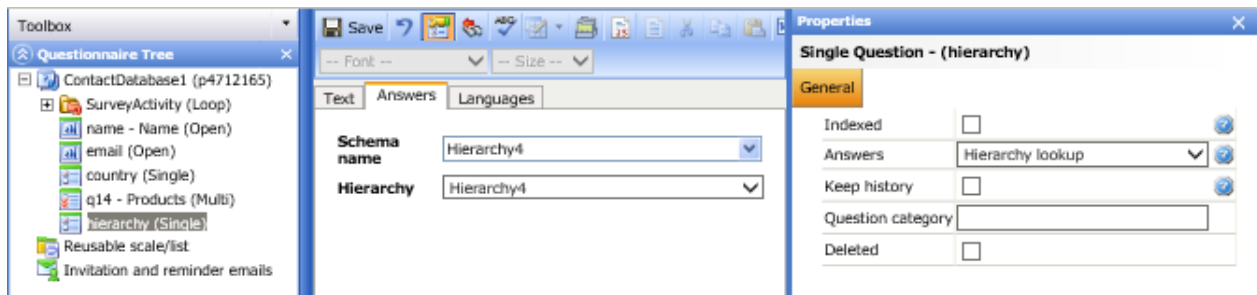 Toolbox
Questionnaire Tree
ContactDatabase1 (p4712165)
SurveyActivity (Loop)
name - Name (Open)
email (Open)
country (Single)
q14 - Products (Multi)
hierarchy (Single)
Reusable scale/list
Invitation and reminder emails
Save
-- Font -- -- Size --
Text Answers Languages
Schema
name
Hierarchy4
Hierarchy Hierarchy4
Properties
Single Question - (hierarchy)
General
Indexed
Answers Hierarchy lookup
Keep history
Question category
Deleted